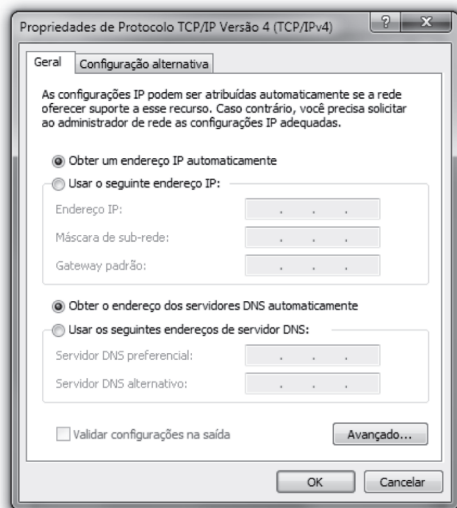 Propriedades de Protocolo TCP/IP Versão 4 (TCP/IPv4)
Geral
Configuração alternativa
As configurações IP podem ser atribuídas automaticamente se a rede
oferecer suporte a esse recurso. Caso contrário, você precisa solicitar
ao administrador de rede as configurações IP adequadas.
Obter um endereço IP automaticamente
Usar o seguinte endereço IP:
Endereço IP:
Máscara de sub-rede:
Gateway padrão:
Obter o endereço dos servidores DNS automaticamente
Usar os seguintes endereços de servidor DNS:
Servidor DNS preferencial:
Servidor DNS alternativo:
Validar configurações na saída
Avançado...
OK
Cancelar